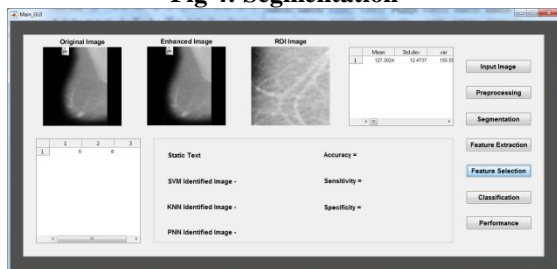 Fig 4. Segmentation
Main_GUI
Original Image
Enhanced Image
ROI Image
Mean Std.dev var
1 127.3024 12.4737 155.55
Input Image
Preprocessing
Segmentation
Feature Extraction
Feature Selection
Classification
Performance
1 2 3
1 5 6
Static Text
Accuracy =
SVM Identified Image -
Sensitivity =
KNN Identified Image -
Specificity =
PNN Identified Image -